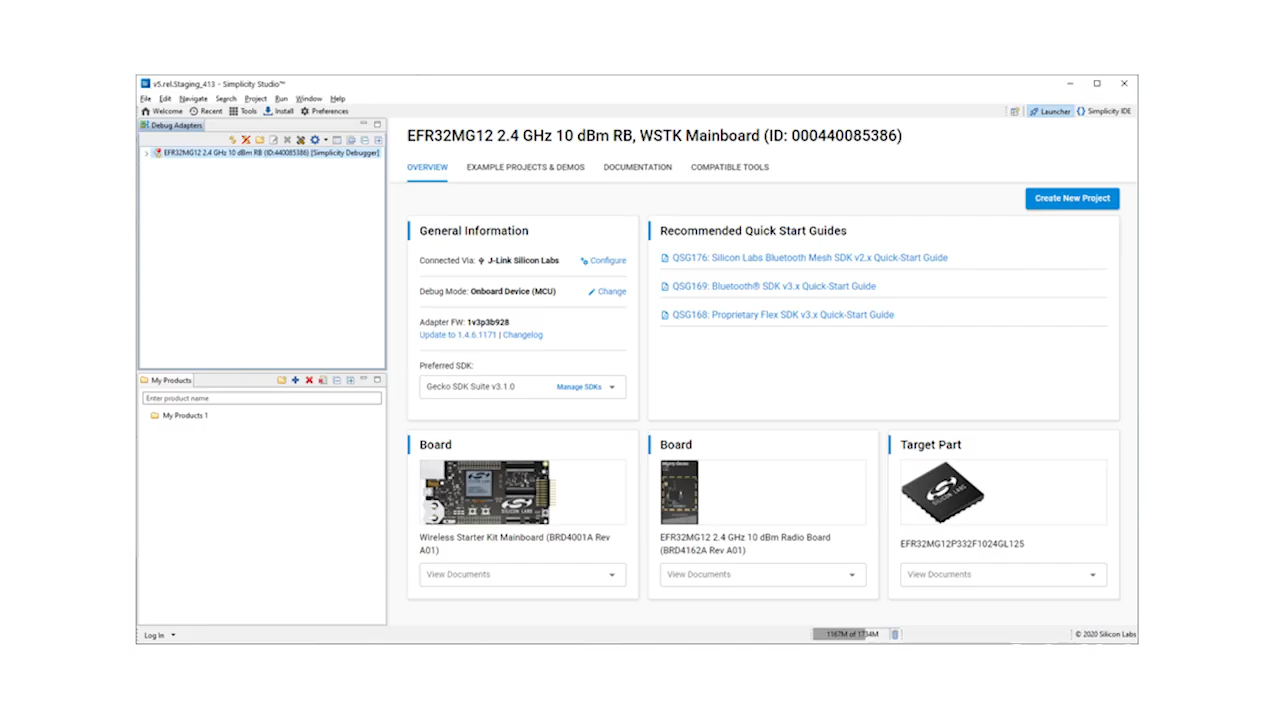 v5.rel.Staging_413 - Simplicity Studio™
File Edit Navigate Search Project Run Window Help
Welcome Recent Tools Install Preferences
Launcher Simplicity IDE
Debug Adapters
EFR32MG12 2.4 GHz 10 dBm RB (ID:440085386) [Simplicity Debugger]
My Products
Enter product name
My Products 1
EFR32MG12 2.4 GHz 10 dBm RB, WSTK Mainboard (ID: 000440085386)
OVERVIEW EXAMPLE PROJECTS & DEMOS DOCUMENTATION COMPATIBLE TOOLS
Create New Project
General Information
Connected Via: J-Link Silicon Labs Configure
Debug Mode: Onboard Device (MCU) Change
Adapter FW: 1v3p3b928
Update to 1.4.6.1171 | Changelog
Preferred SDK:
Gecko SDK Suite v3.1.0 Manage SDKs
Recommended Quick Start Guides
QSG176: Silicon Labs Bluetooth Mesh SDK v2.x Quick-Start Guide
QSG169: Bluetooth® SDK v3.x Quick-Start Guide
QSG168: Proprietary Flex SDK v3.x Quick-Start Guide
Board
SILICON LABS
Wireless Starter Kit Mainboard (BRD4001A Rev
A01)
View Documents
Board
EFR32MG12 2.4 GHz 10 dBm Radio Board
(BRD4162A Rev A01)
View Documents
Target Part
SILICON LABS
EFR32MG12P332F1024GL125
View Documents
Log In
1167M of 1734M
© 2020 Silicon Labs